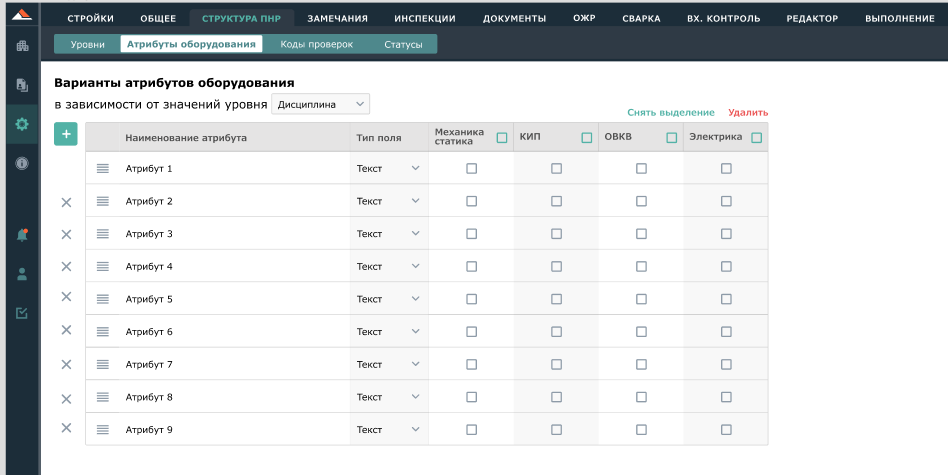 СТРОЙКИ ОБЩЕЕ СТРУКТУРА ПНР ЗАМЕЧАНИЯ ИНСПЕКЦИИ ДОКУМЕНТЫ ОЖР СВАРКА ВХ. КОНТРОЛЬ РЕДАКТОР ВЫПОЛНЕНИЕ
Уровни Атрибуты оборудования Коды проверок Статусы
Варианты атрибутов оборудования
в зависимости от значений уровня Дисциплина
Снять выделение Удалить
Наименование атрибута Тип поля Механика статика КИП ОВКВ Электрика
Атрибут 1 Текст
Атрибут 2 Текст
Атрибут 3 Текст
Атрибут 4 Текст
Атрибут 5 Текст
Атрибут 6 Текст
Атрибут 7 Текст
Атрибут 8 Текст
Атрибут 9 Текст